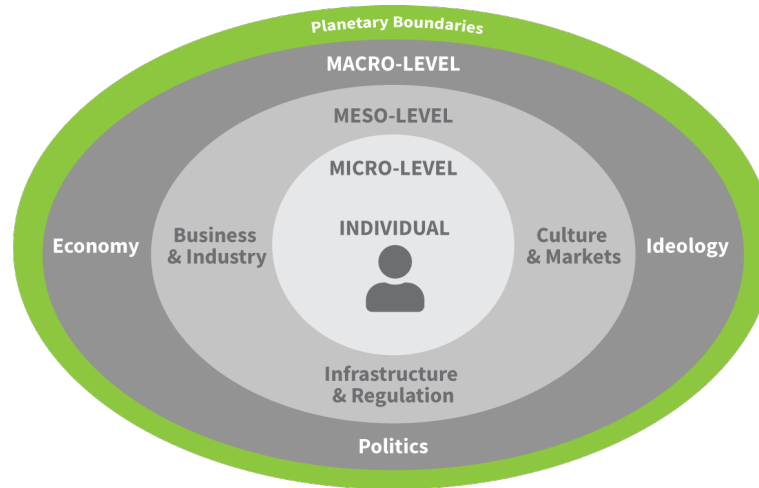 Planetary Boundaries
MACRO-LEVEL
MESO-LEVEL
MICRO-LEVEL
INDIVIDUAL
Economy
Business
& Industry
Culture
& Markets
Ideology
Infrastructure
& Regulation
Politics